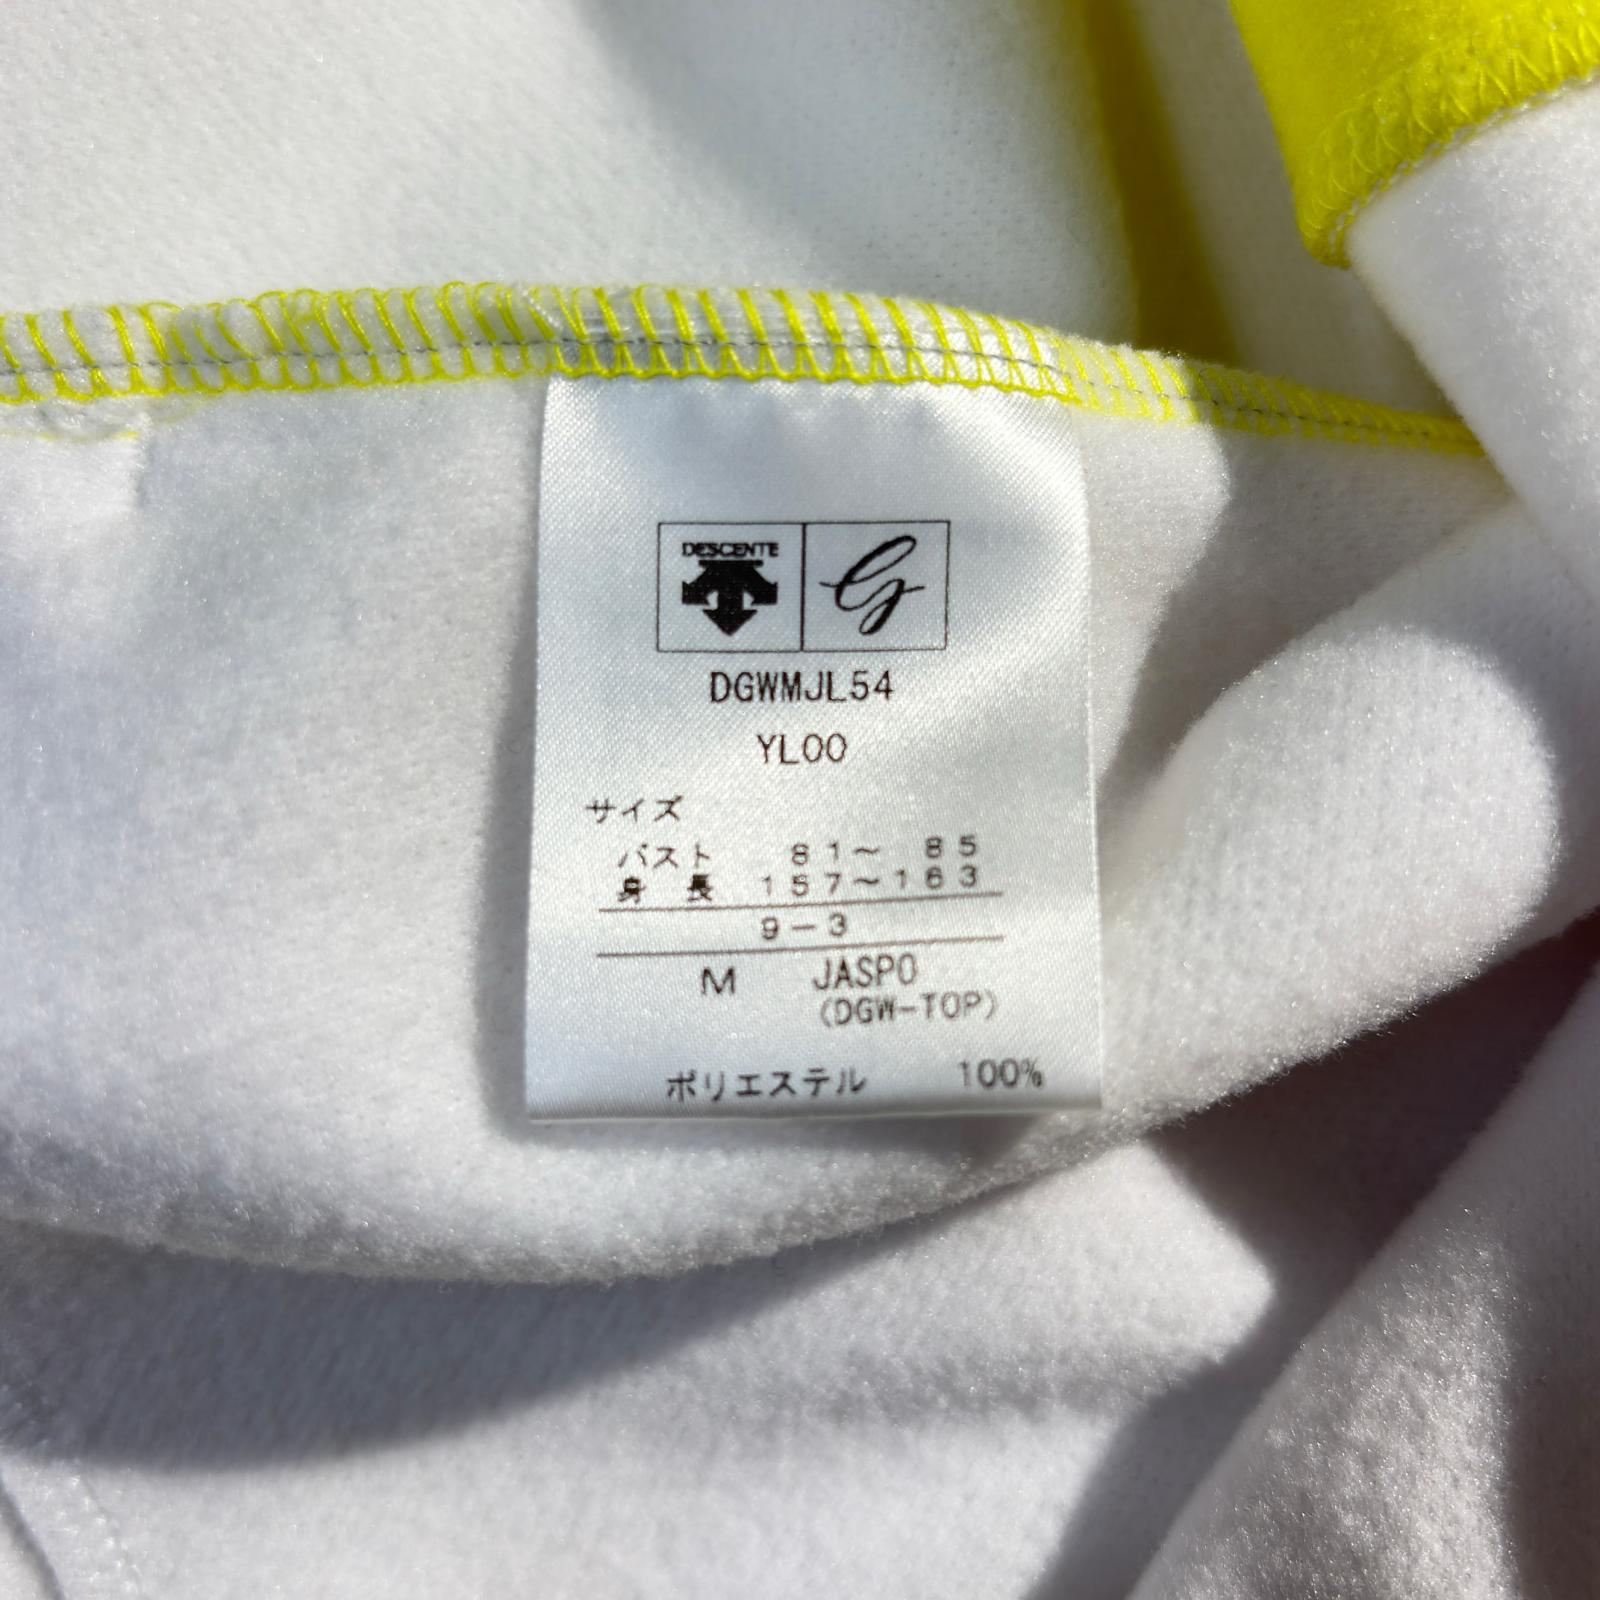 DESCENTE G
DGWMJL54
YL00
サイズ
バスト 81～ 85
身 長 157～163
9－3
M JASPO
(DGW-TOP)
ポリエステル 100%